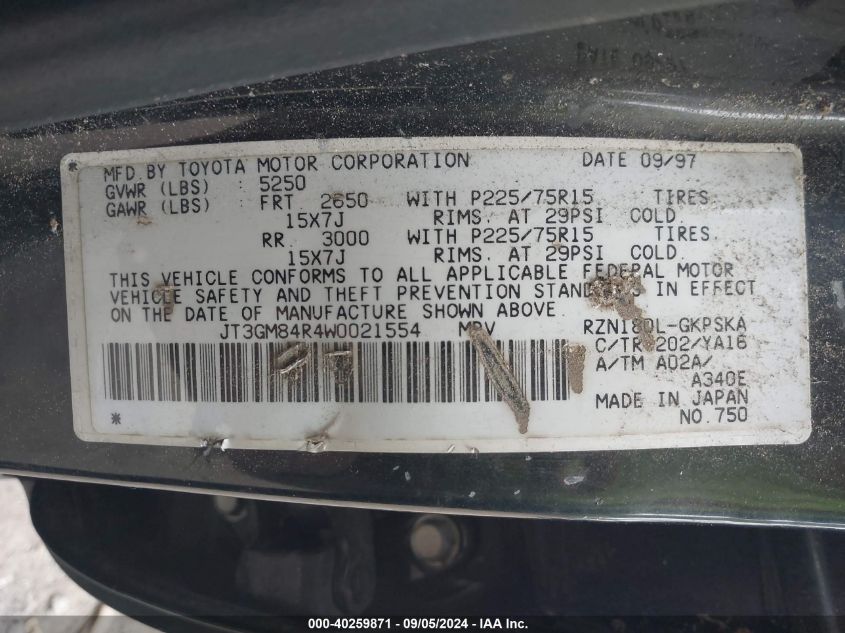 MFD.BY TOYOTA MOTOR CORPORATION DATE 09/97
GVWR (LBS) : 5250
GAWR (LBS) : FRT 2650 WITH P225/75R15 TIRES,
15X7J RIMS, AT 29PSI COLD.
RR. 3000 WITH P225/75R15 TIRES,
15X7J RIMS, AT 29PSI COLD.
THIS VEHICLE CONFORMS TO ALL APPLICABLE FEDERAL MOTOR
VEHICLE SAFETY AND THEFT PREVENTION STANDARDS IN EFFECT
ON THE DATE OF MANUFACTURE SHOWN ABOVE.
JT3GM84R4W0021554 MPV RZN180L-GKPSKA
C/TR 202/YA16
A/TM A02A/
A340E
* MADE IN JAPAN
NO.750
000-40259871 - 09/05/2024 - IAA Inc.